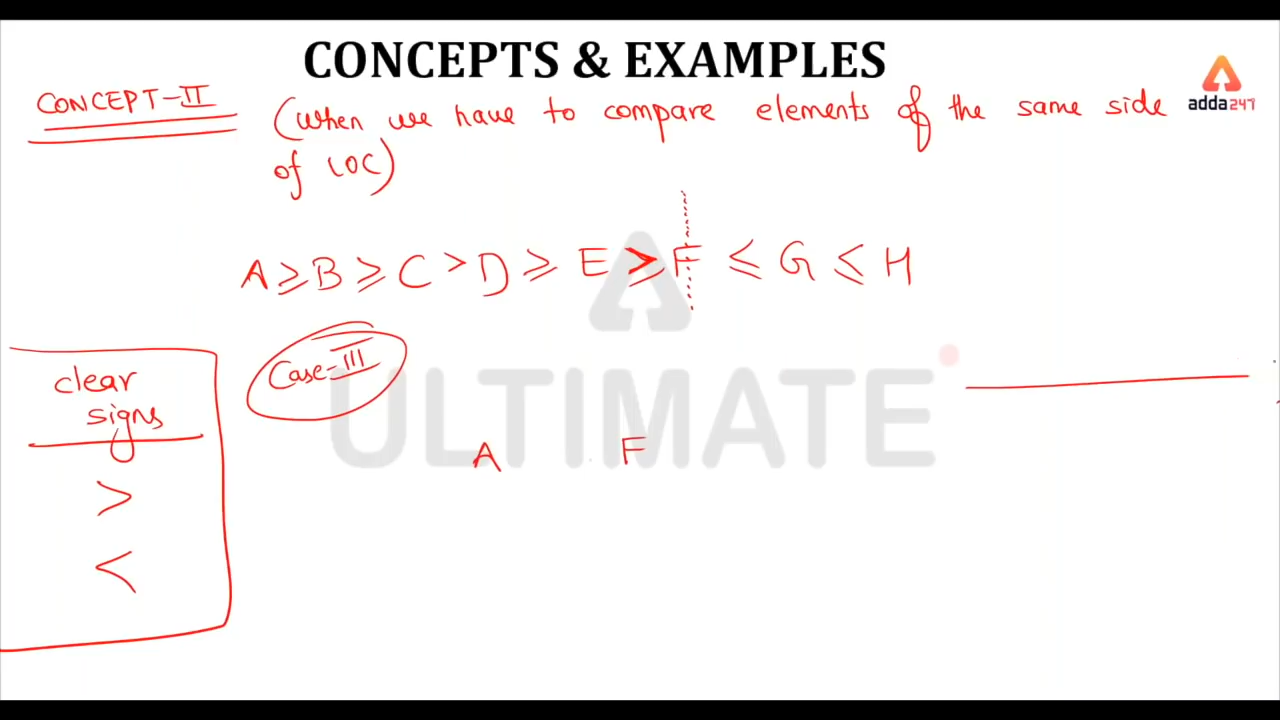 CONCEPTS & EXAMPLES
CONCEPT-II (When we have to compare elements of the same side
of LOC)
adda247
A ≥ B ≥ C > D ≥ E ≥ F ≤ G ≤ H
Case-III
clear
signs
>
<
A F
ULTIMATE